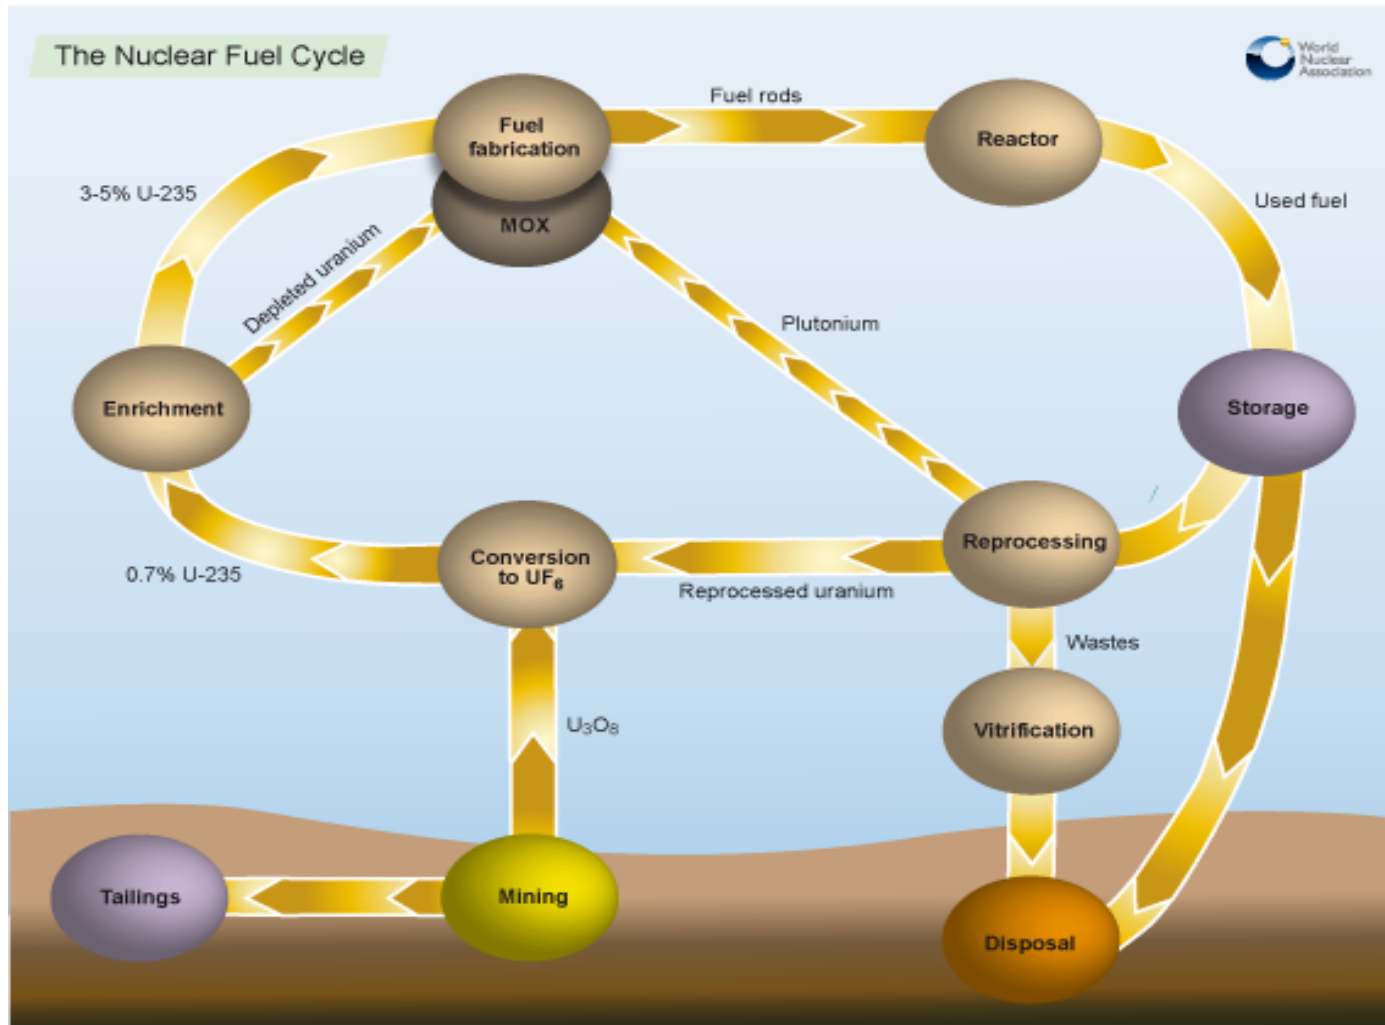 The Nuclear Fuel Cycle
World
Nuclear
Association
Fuel rods
Fuel
fabrication
Reactor
3-5% U-235
Used fuel
MOX
Depleted uranium
Plutonium
Enrichment
Storage
Reprocessing
Conversion
to UF₆
0.7% U-235
Reprocessed uranium
Wastes
U₃O₈
Vitrification
Tailings
Mining
Disposal